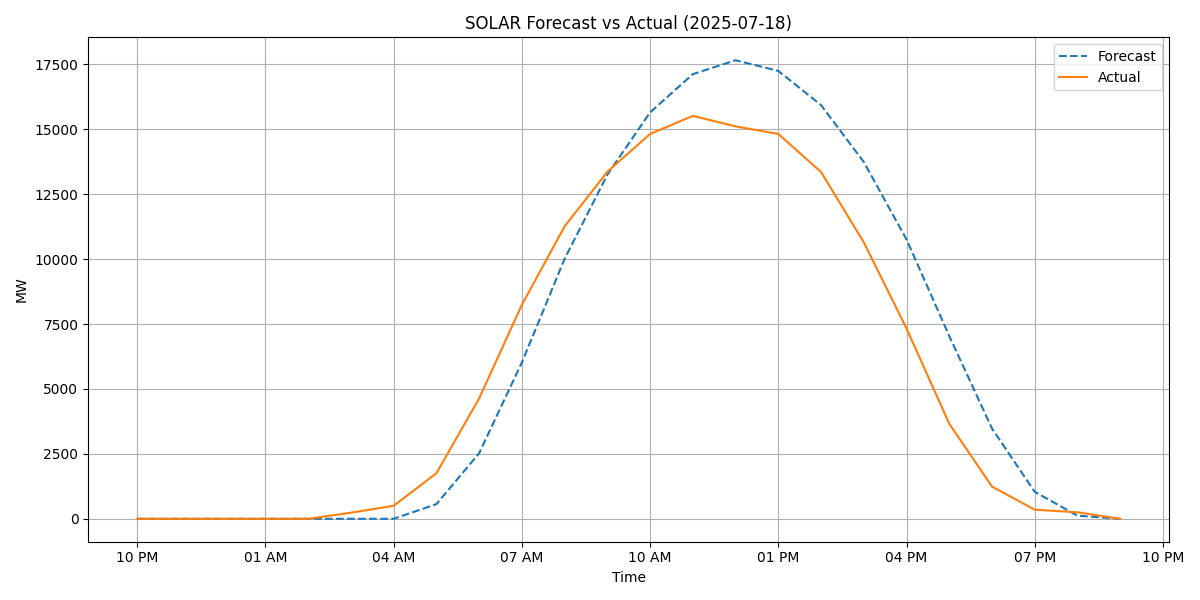 SOLAR Forecast vs Actual (2025-07-18)
Forecast
Actual
MW
17500
15000
12500
10000
7500
5000
2500
0
10 PM 01 AM 04 AM 07 AM 10 AM 01 PM 04 PM 07 PM 10 PM
Time